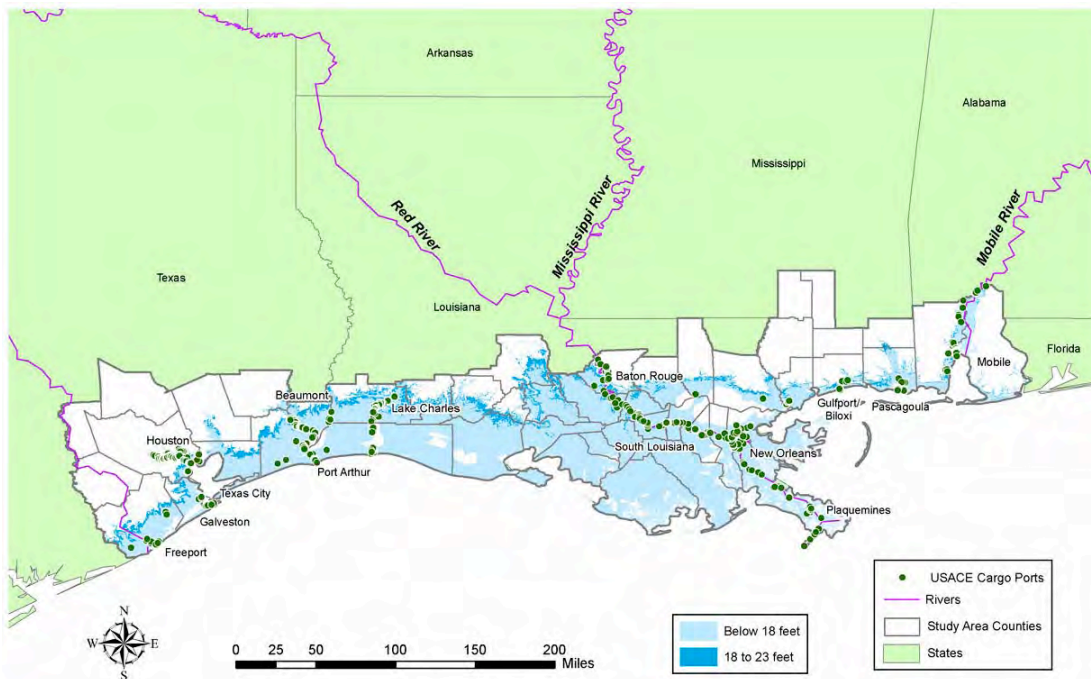 Arkansas
Alabama
Mississippi
Red River
Mississippi River
Mobile River
Texas
Louisiana
Florida
Mobile
Baton Rouge
Beaumont
Lake Charles
Gulfport/
Biloxi
Pascagoula
Houston
South Louisiana
New Orleans
Port Arthur
Texas City
Galveston
Plaquemines
Freeport
USACE Cargo Ports
Rivers
Study Area Counties
States
Below 18 feet
18 to 23 feet
N
W
E
S
0 50 100 150 200
Miles